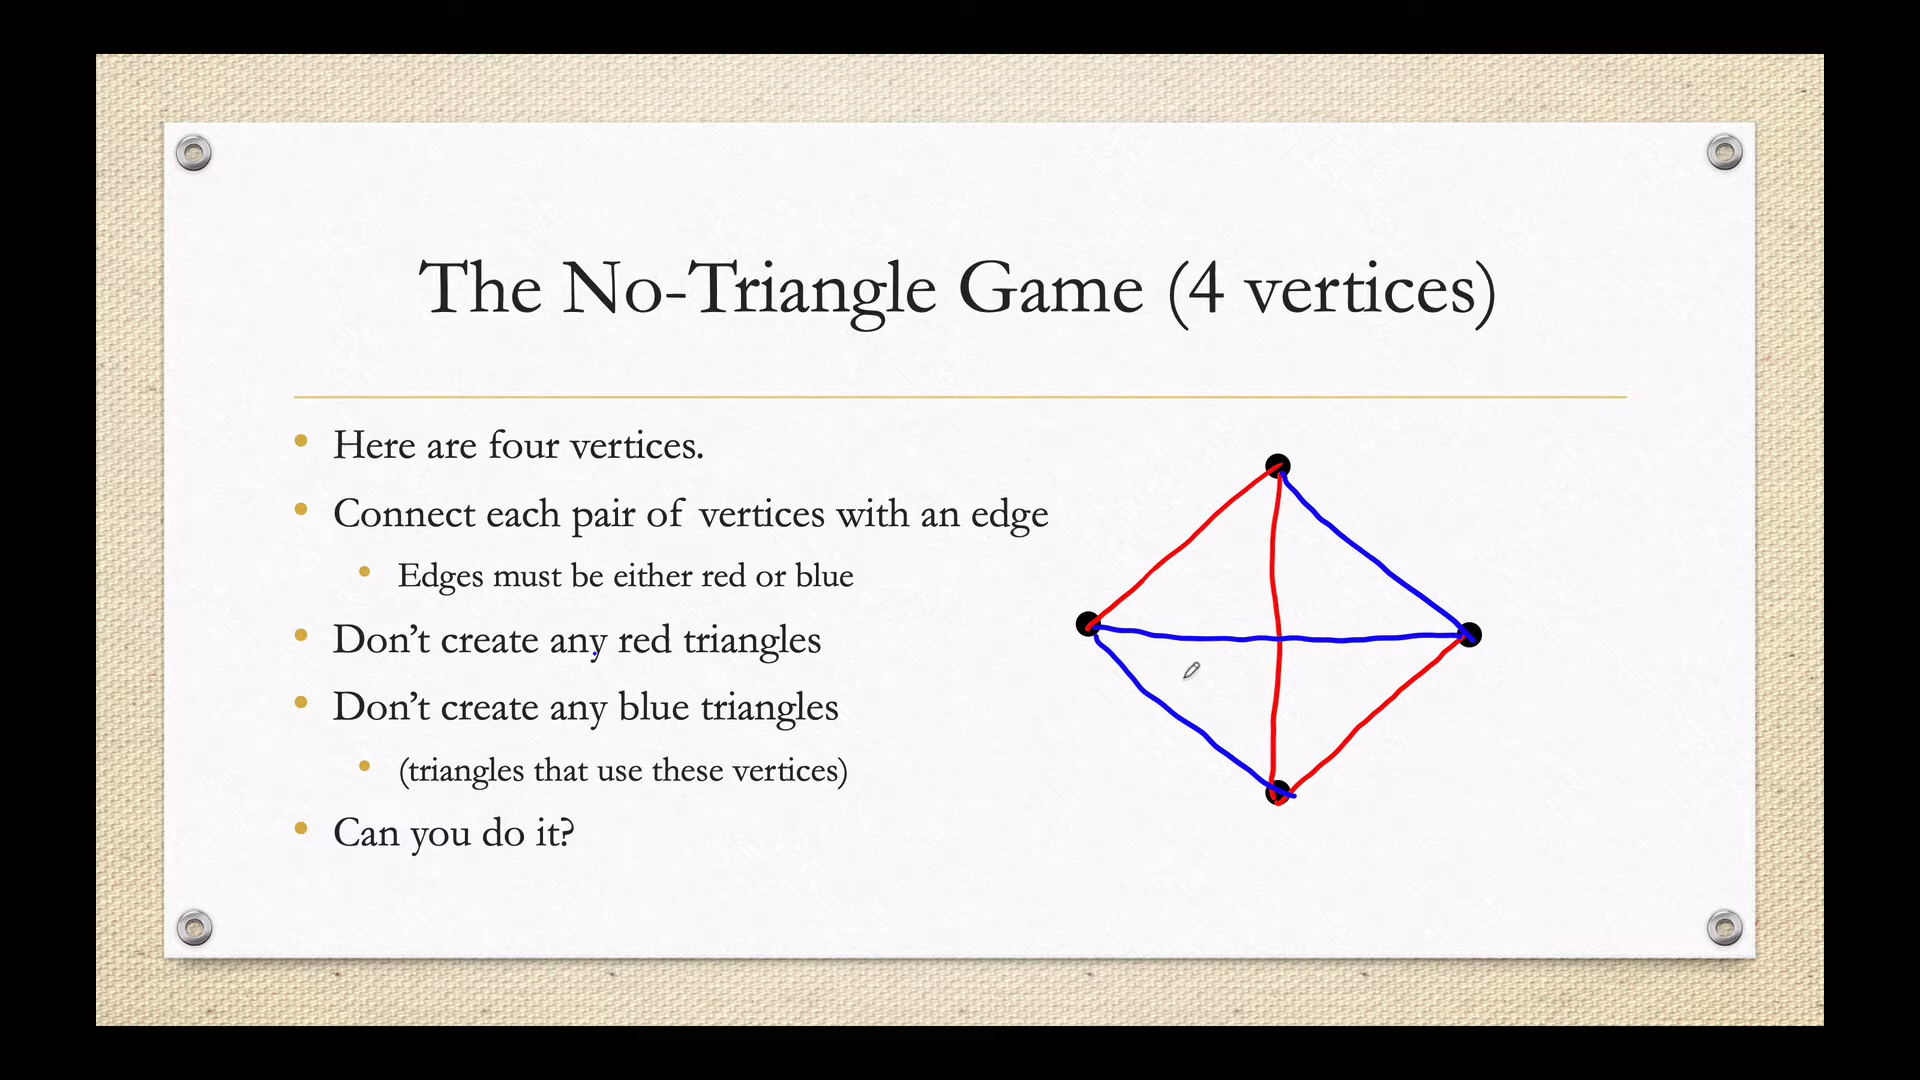 The No-Triangle Game (4 vertices)
Here are four vertices.
Connect each pair of vertices with an edge
Edges must be either red or blue
Don’t create any red triangles
Don’t create any blue triangles
(triangles that use these vertices)
Can you do it?